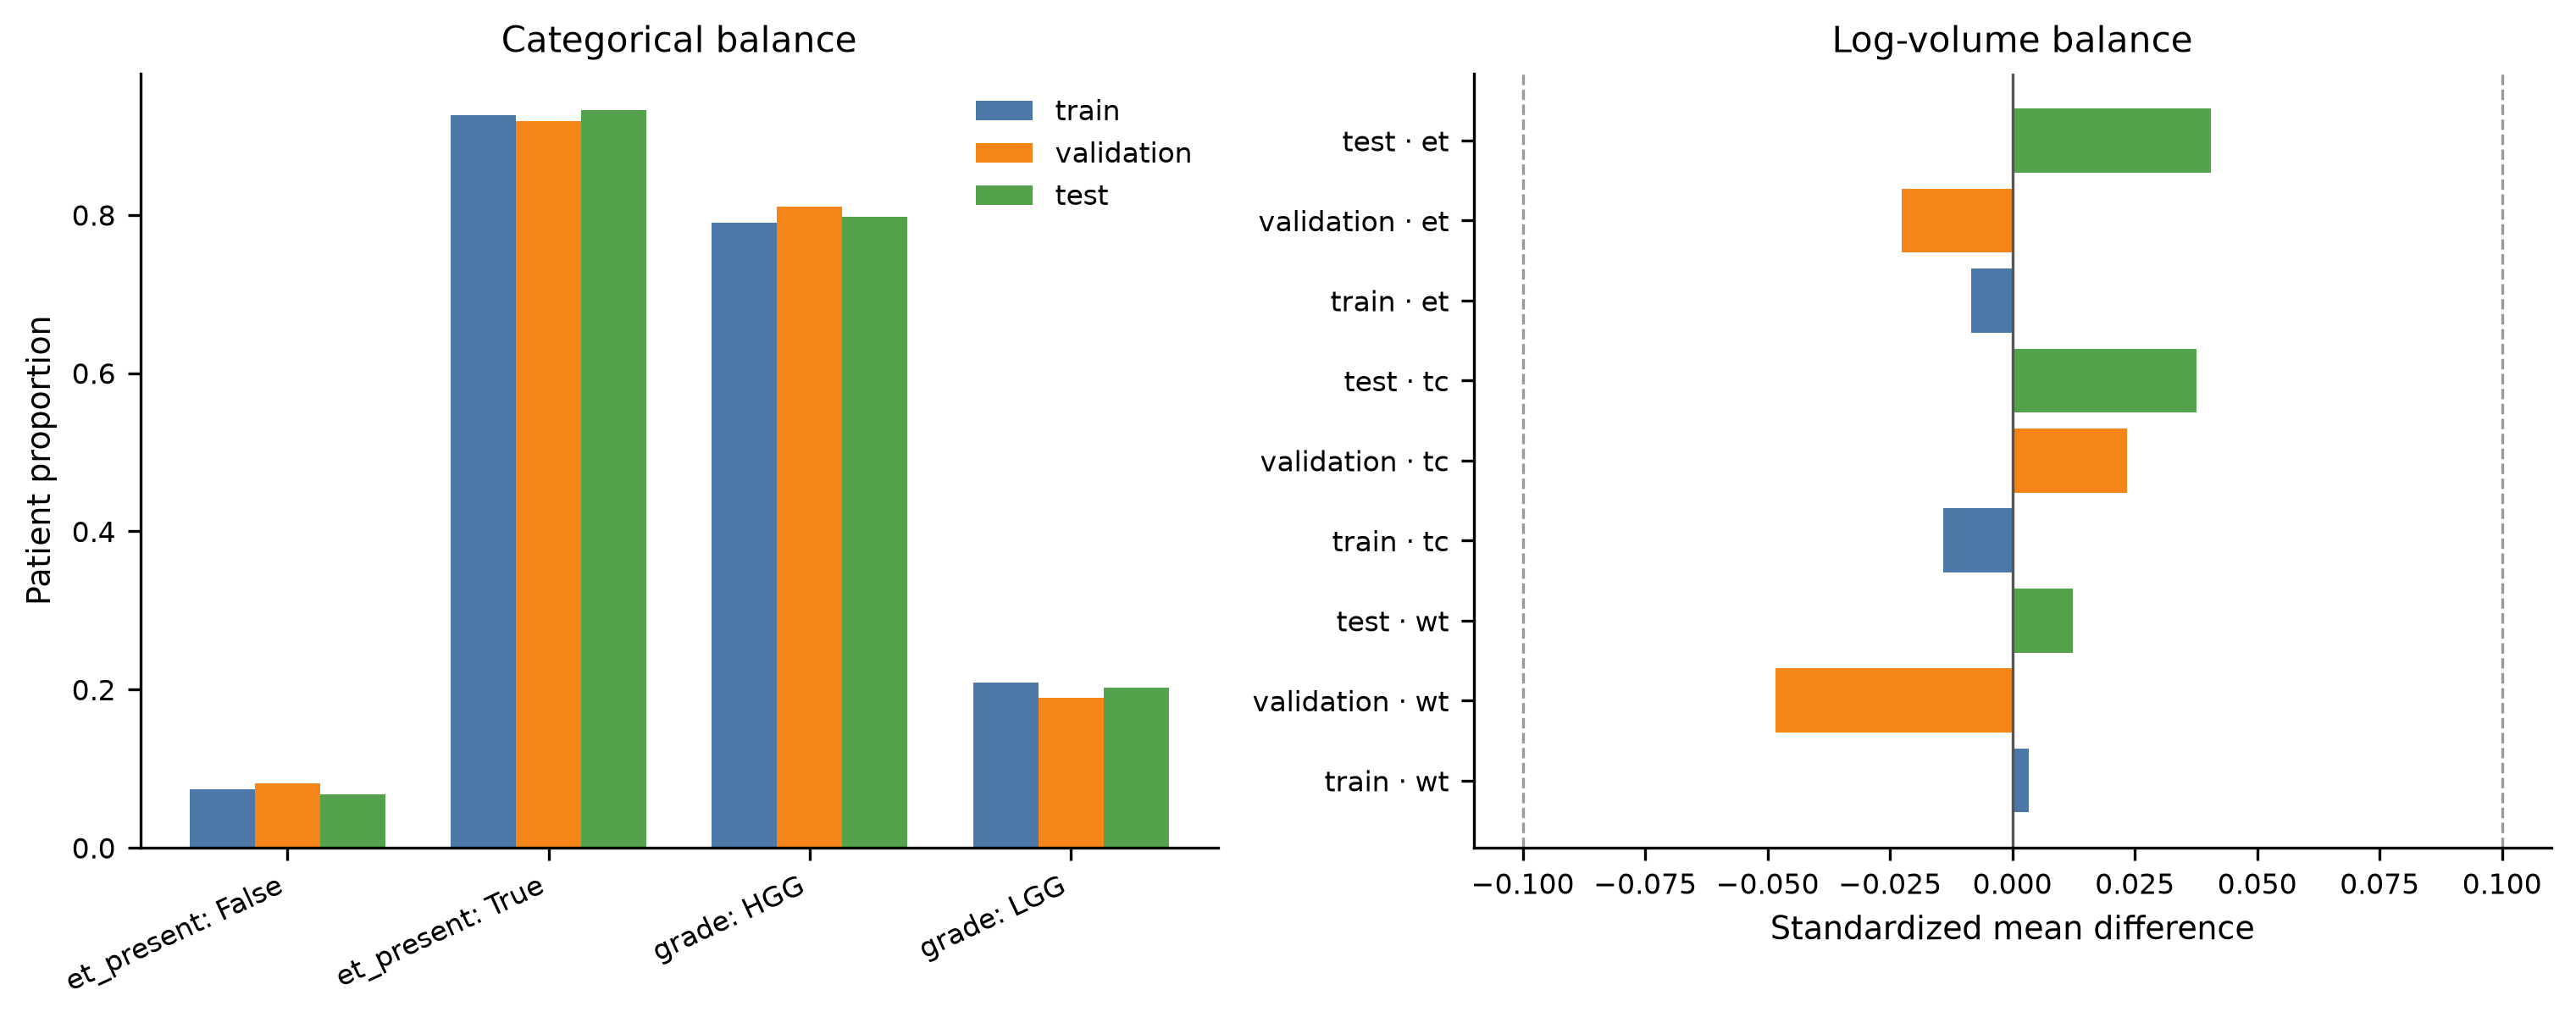 Categorical balance
train
validation
test
Patient proportion
0.8
0.6
0.4
0.2
0.0
et_present: False
et_present: True
grade: HGG
grade: LGG
Log-volume balance
test · et
validation · et
train · et
test · tc
validation · tc
train · tc
test · wt
validation · wt
train · wt
−0.100 −0.075 −0.050 −0.025 0.000 0.025 0.050 0.075 0.100
Standardized mean difference